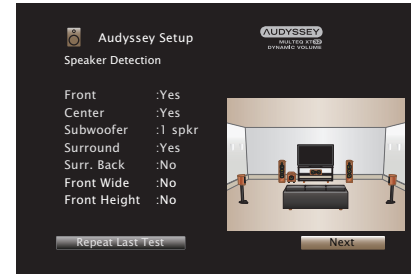 Audyssey Setup
AUDYSSEY
MULTEQ XT32
DYNAMIC VOLUME
Speaker Detection
Front :Yes
Center :Yes
Subwoofer :1 spkr
Surround :Yes
Surr. Back :No
Front Wide :No
Front Height :No
Repeat Last Test
Next